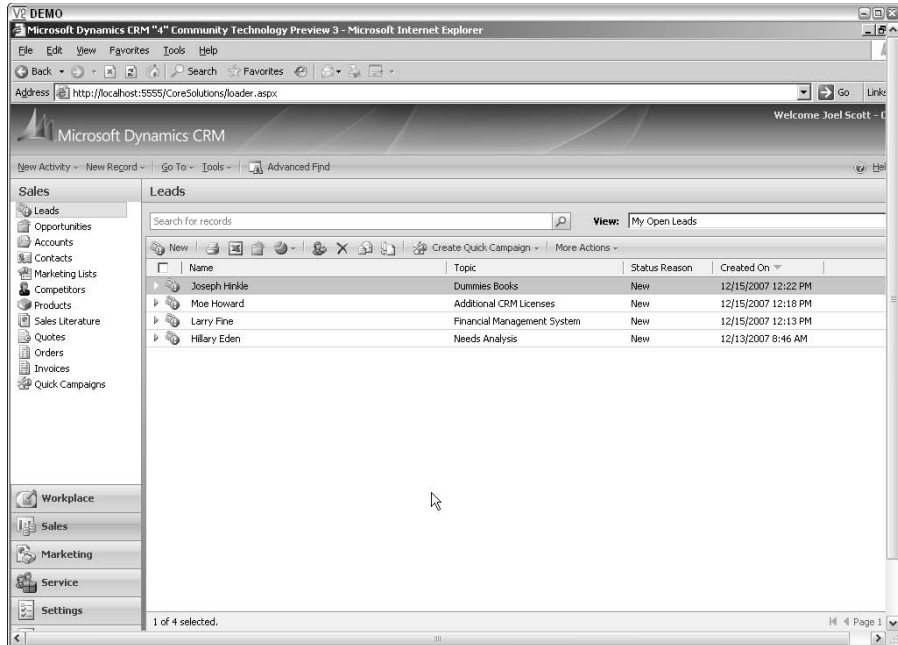 DEMO
Microsoft Dynamics CRM "4" Community Technology Preview 3 - Microsoft Internet Explorer
File Edit View Favorites Tools Help
Back Search Favorites
Address http://localhost:5555/CoreSolutions/loader.aspx Go Links
Welcome Joel Scott -
Microsoft Dynamics CRM
New Activity New Record Go To Tools Advanced Find
Sales
Leads
Opportunities
Accounts
Contacts
Marketing Lists
Competitors
Products
Sales Literature
Quotes
Orders
Invoices
Quick Campaigns
Workplace
Sales
Marketing
Service
Settings
Leads
Search for records View: My Open Leads
New Create Quick Campaign More Actions
Name Topic Status Reason Created On
Joseph Hinkle Dummies Books New 12/15/2007 12:22 PM
Moe Howard Additional CRM Licenses New 12/15/2007 12:18 PM
Larry Fine Financial Management System New 12/15/2007 12:13 PM
Hillary Eden Needs Analysis New 12/13/2007 8:46 AM
1 of 4 selected. Page 1